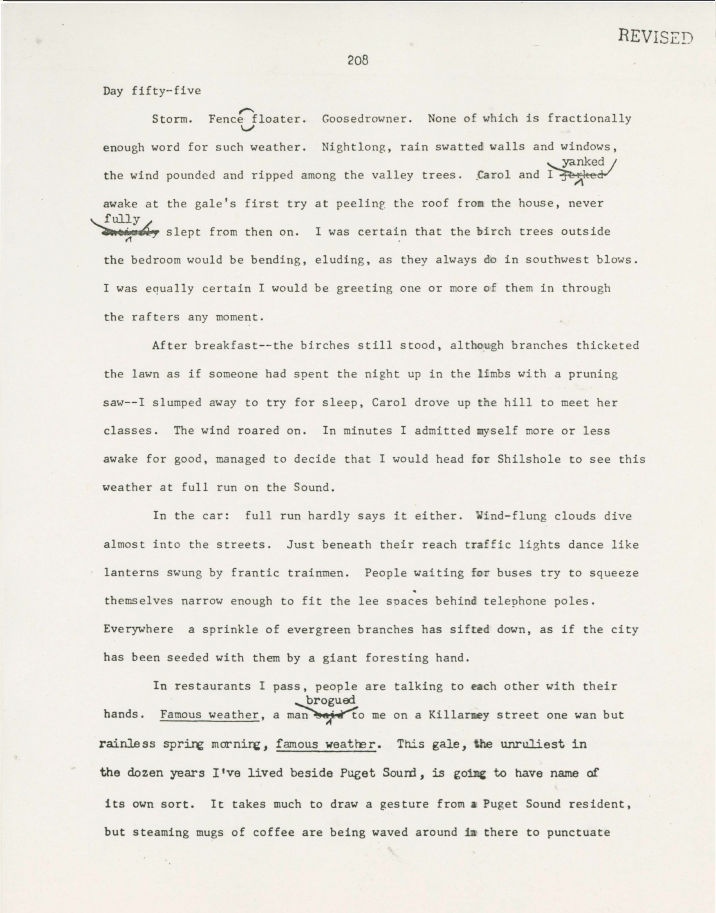 REVISED
208
Day fifty-five
Storm. Fence floater. Goosedrowner. None of which is fractionally
enough word for such weather. Nightlong, rain swatted walls and windows,
yanked
the wind pounded and ripped among the valley trees. Carol and I jerked
awake at the gale's first try at peeling the roof from the house, never
fully
slept from then on. I was certain that the birch trees outside
the bedroom would be bending, eluding, as they always do in southwest blows.
I was equally certain I would be greeting one or more of them in through
the rafters any moment.
After breakfast--the birches still stood, although branches thicketed
the lawn as if someone had spent the night up in the limbs with a pruning
saw--I slumped away to try for sleep, Carol drove up the hill to meet her
classes. The wind roared on. In minutes I admitted myself more or less
awake for good, managed to decide that I would head for Shilshole to see this
weather at full run on the Sound.
In the car: full run hardly says it either. Wind-flung clouds dive
almost into the streets. Just beneath their reach traffic lights dance like
lanterns swung by frantic trainmen. People waiting for buses try to squeeze
themselves narrow enough to fit the lee spaces behind telephone poles.
Everywhere a sprinkle of evergreen branches has sifted down, as if the city
has been seeded with them by a giant foresting hand.
In restaurants I pass, people are talking to each other with their
brogued
hands. Famous weather, a man said to me on a Killarney street one wan but
rainless spring morning, famous weather. This gale, the unruliest in
the dozen years I've lived beside Puget Sound, is going to have name of
its own sort. It takes much to draw a gesture from a Puget Sound resident,
but steaming mugs of coffee are being waved around in there to punctuate